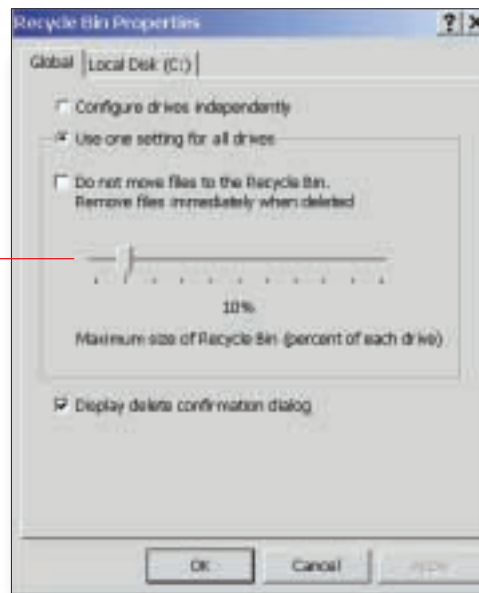 Recycle Bin Properties
Global
Local Disk (C:)
Configure drives independently
Use one setting for all drives
Do not move files to the Recycle Bin.
Remove files immediately when deleted
10%
Maximum size of Recycle Bin (percent of each drive)
Display delete confirmation dialog
OK
Cancel
Apply